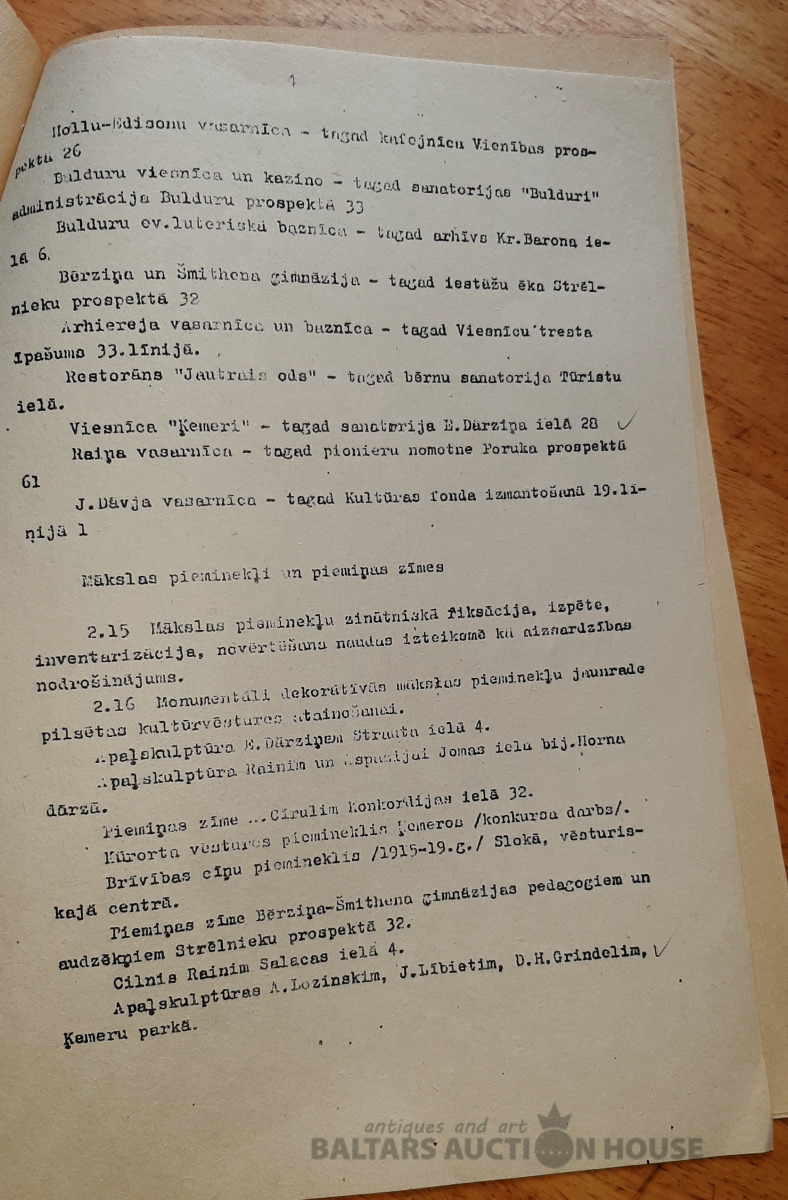 Hollu-Edisonu vasarnīca - tagad kafejnīca Vienības pros-
pektā 26
Bulduru viesnīca un kazino - tagad sanatorijas "Bulduri"
administrācija Bulduru prospektā 33
Bulduru ev.luteriskā baznīca - tagad arhīvs Kr.Barona ie-
lā 6.
Bērziņa un Šmithena ģimnāzija - tagad iestāžu ēka Strēl-
nieku prospektā 32
Arhiereja vasarnīca un baznīca - tagad Viesnīcu tresta
īpašums 33.līnijā.
Restorāns "Jautrais ods" - tagad bērnu sanatorija Tūristu
ielā.
Viesnīca "Ķemeri" - tagad sanatorija E.Dārziņa ielā 28
Raiņa vasarnīca - tagad pionieru nometne Poruka prospektā
61
J.Dāvja vasarnīca - tagad Kultūras fonda izmantošanā 19.lī-
nijā 1
Mākslas pieminekļi un piemiņas zīmes
2.15 Mākslas pieminekļu zinātniskā fiksācija, izpēte,
inventarizācija, novērtēšana naudas izteiksmē kā aizsardzības
nodrošinājums.
2.16 Monumentāli dekoratīvās mākslas pieminekļu jaunrade
pilsētas kultūrvēstures atainošanai.
Apaļskulptūra E.Dārziņam Strauta ielā 4.
Apaļskulptūra Rainim un Aspazijai Jomas ielā bij.Horna
dārzā.
Piemiņas zīme ...Cīrulim Konkordijas ielā 32.
Kūrorta vēstures piemineklis Ķemeros /konkursa darbs/.
Brīvības cīņu piemineklis /1915-19.g./ Slokā, vēsturis-
kajā centrā.
Piemiņas zīme Bērziņa-Šmithena ģimnāzijas pedagogiem un
audzēkņiem Strēlnieku prospektā 32.
Cilnis Rainim Salacas ielā 4.
Apaļskulptūras A.Lozinskim, J.Lībietim, D.H.Grindelim,
Ķemeru parkā.
antiques and art
BALTARS AUCTION HOUSE